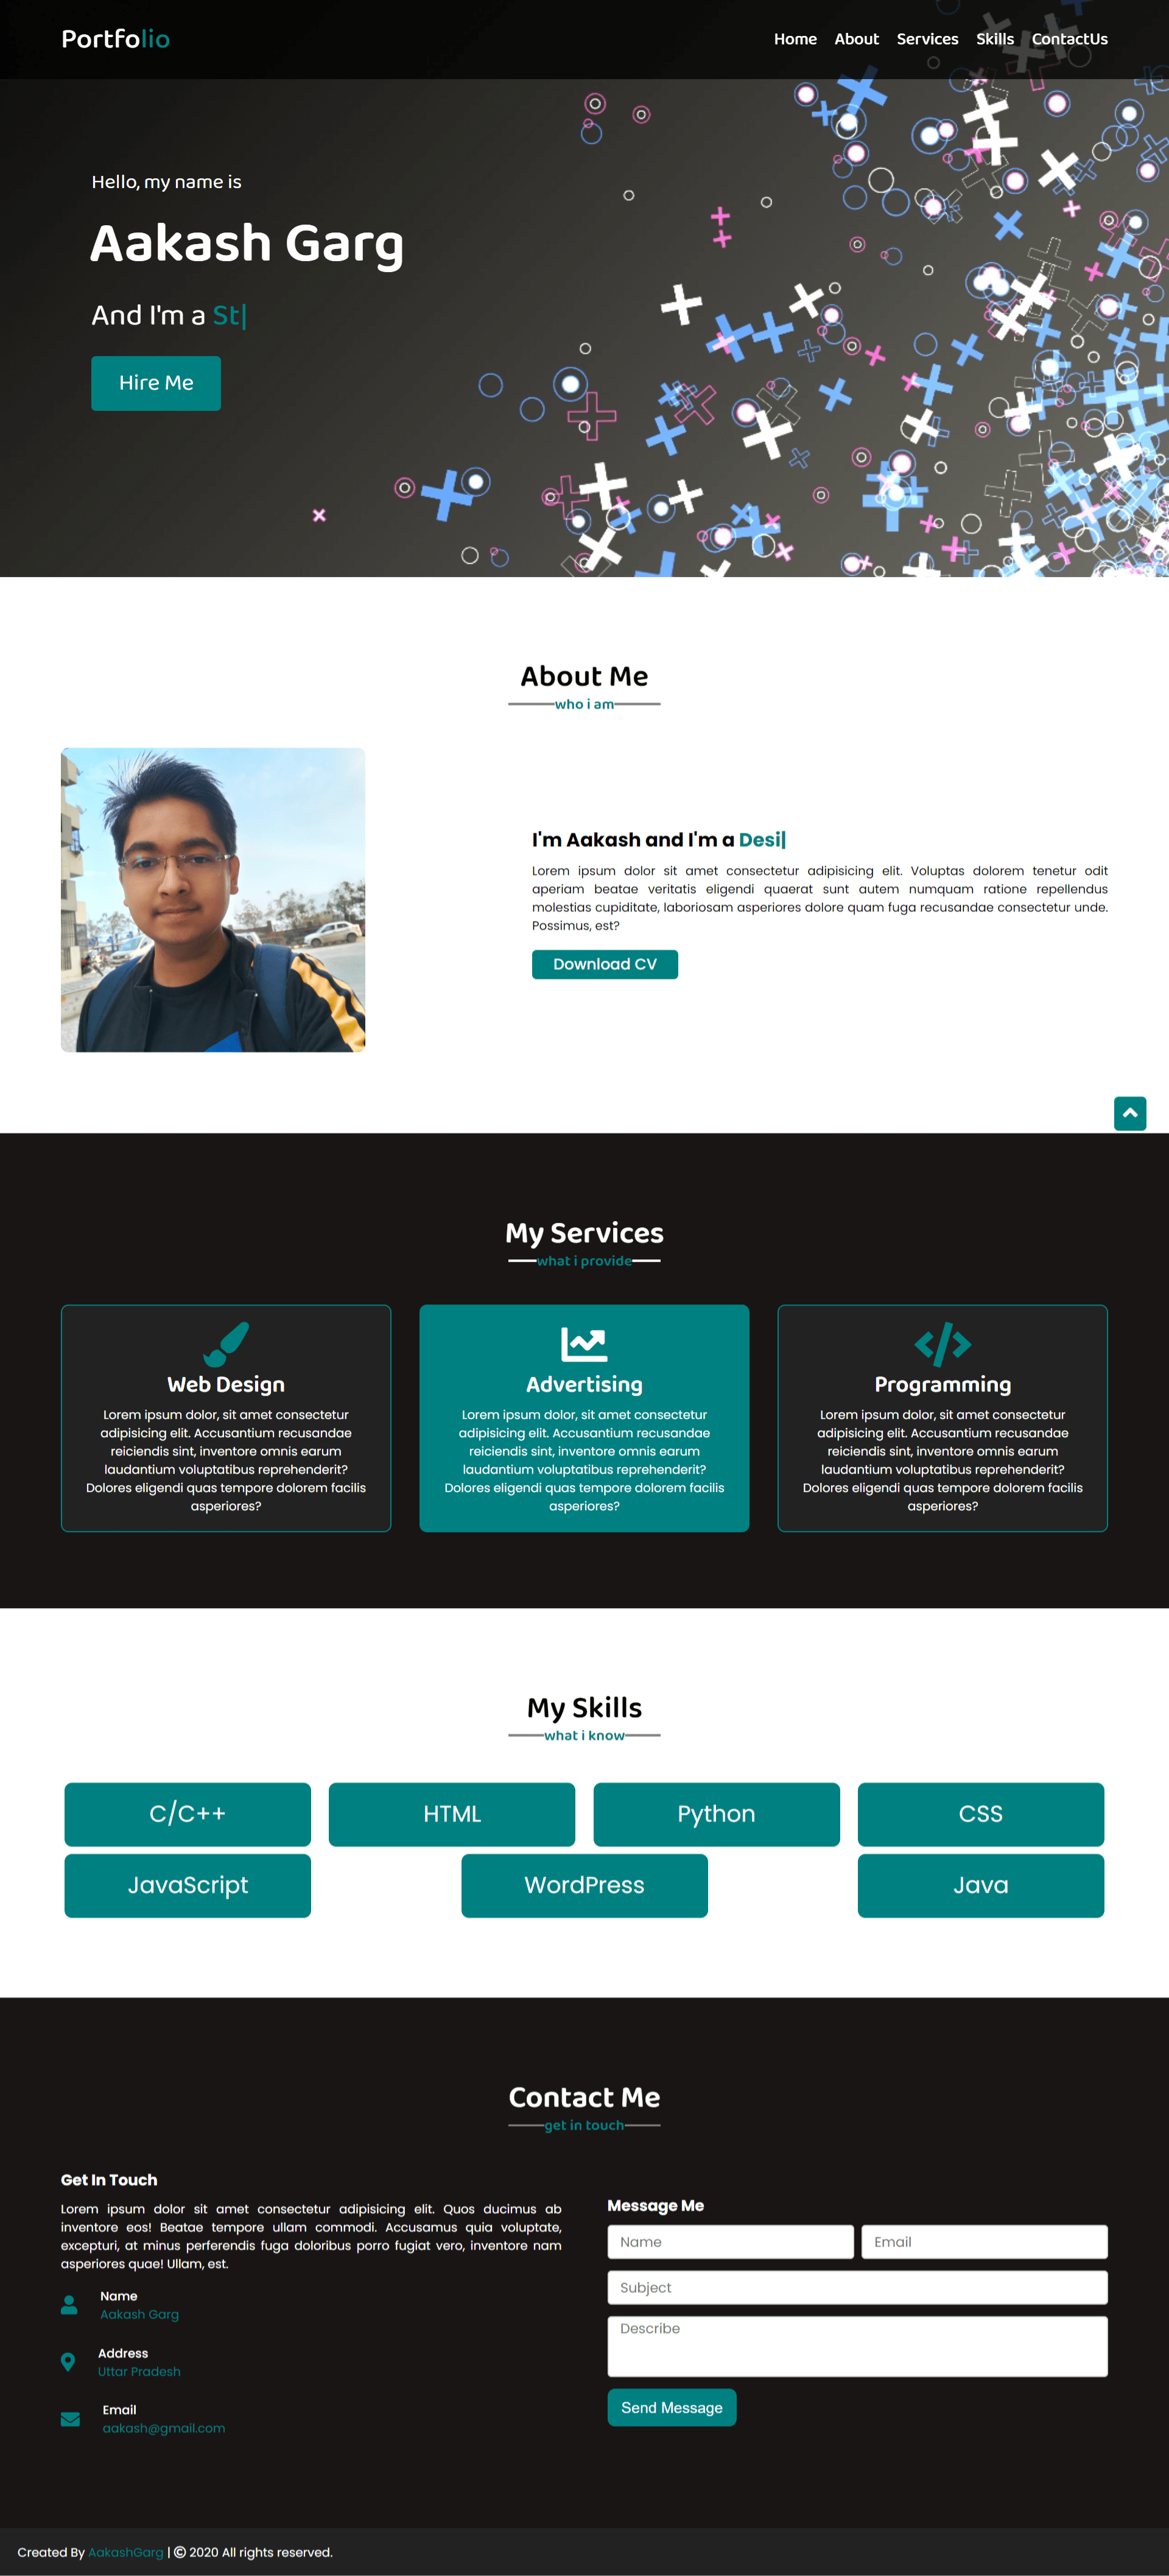 Portfolio
Home About Services Skills ContactUs
Hello, my name is
Aakash Garg
And I'm a St|
Hire Me
About Me
who i am
I'm Aakash and I'm a Desi|
Lorem ipsum dolor sit amet consectetur adipisicing elit. Voluptas dolorem tenetur odit
aperiam beatae veritatis eligendi quaerat sunt autem numquam ratione repellendus
molestias cupiditate, laboriosam asperiores dolore quam fuga recusandae consectetur unde.
Possimus, est?
Download CV
My Services
what i provide
Web Design
Lorem ipsum dolor, sit amet consectetur
adipisicing elit. Accusantium recusandae
reiciendis sint, inventore omnis earum
laudantium voluptatibus reprehenderit?
Dolores eligendi quas tempore dolorem facilis
asperiores?
Advertising
Lorem ipsum dolor, sit amet consectetur
adipisicing elit. Accusantium recusandae
reiciendis sint, inventore omnis earum
laudantium voluptatibus reprehenderit?
Dolores eligendi quas tempore dolorem facilis
asperiores?
Programming
Lorem ipsum dolor, sit amet consectetur
adipisicing elit. Accusantium recusandae
reiciendis sint, inventore omnis earum
laudantium voluptatibus reprehenderit?
Dolores eligendi quas tempore dolorem facilis
asperiores?
My Skills
what i know
C/C++ HTML Python CSS
JavaScript WordPress Java
Contact Me
get in touch
Get In Touch
Lorem ipsum dolor sit amet consectetur adipisicing elit. Quos ducimus ab
inventore eos! Beatae tempore ullam commodi. Accusamus quia voluptate,
excepturi, at minus perferendis fuga doloribus porro fugiat vero, inventore nam
asperiores quae! Ullam, est.
Name
Aakash Garg
Address
Uttar Pradesh
Email
aakash@gmail.com
Message Me
Name Email
Subject
Describe
Send Message
Created By AakashGarg | © 2020 All rights reserved.